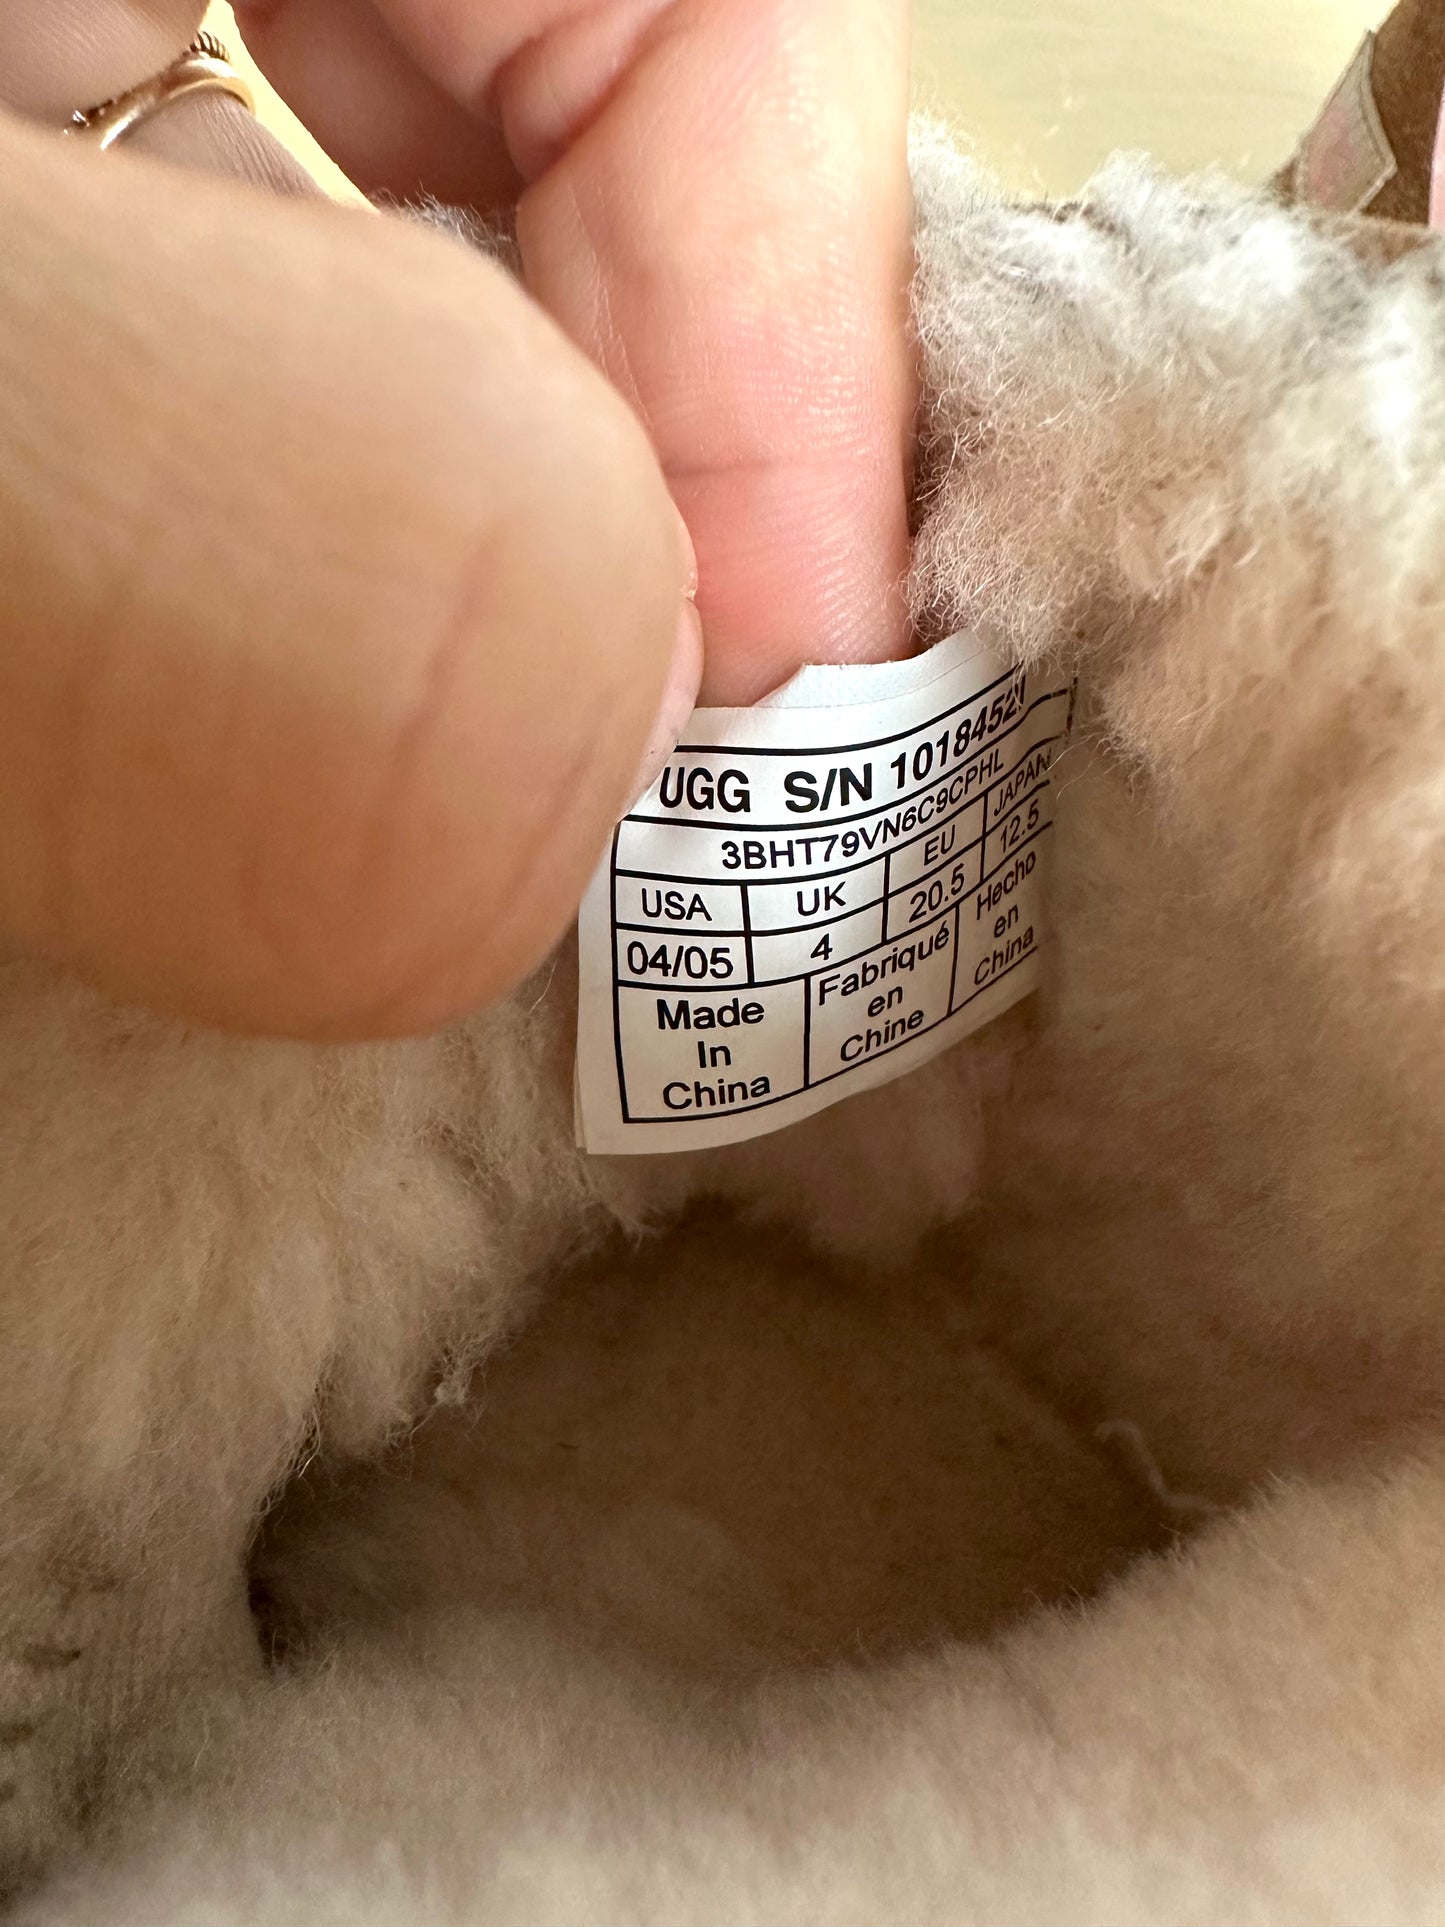 UGG S/N 1018452I
3BHT79VN6C9CPHL
USA UK EU JAPAN
04/05 4 20.5 12.5
Made
In
China
Fabriqué
en
Chine
Hecho
en
China